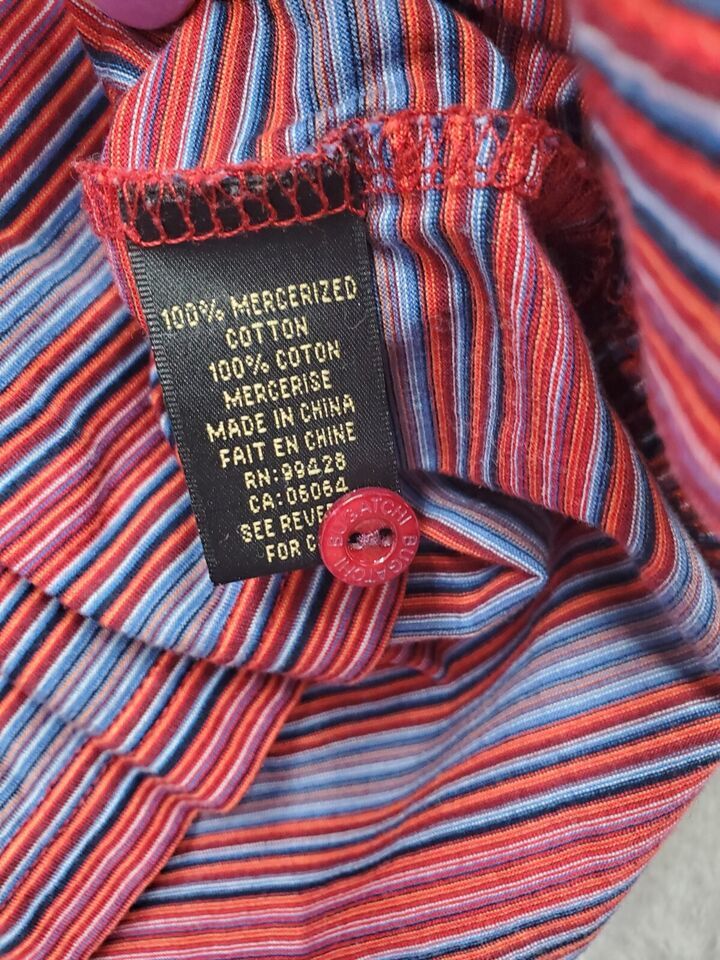 100% MERCERIZED
COTTON
100% COTON
MERCERISE
MADE IN CHINA
FAIT EN CHINE
RN:99428
CA:06064
SEE
FOR
BUGATCHI BUGATCHI